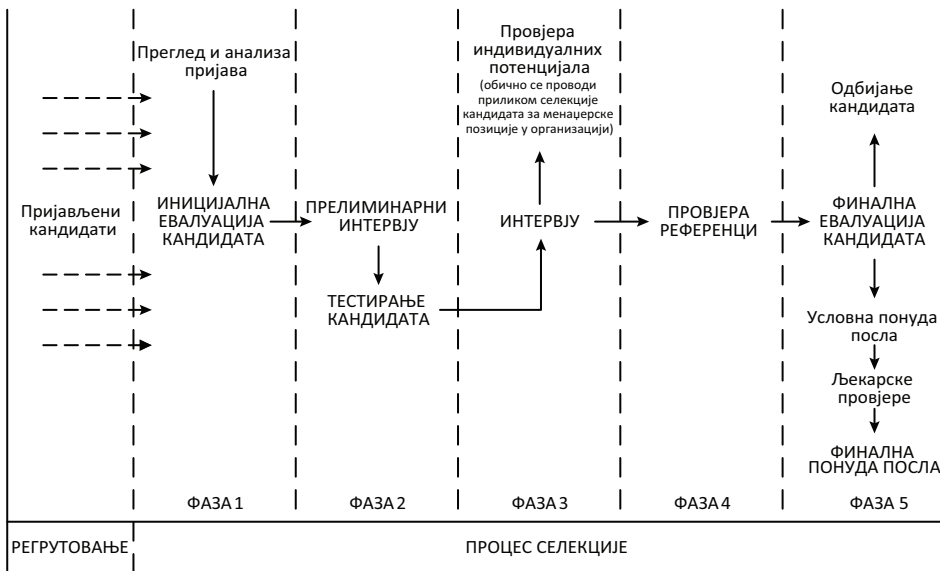 Пријављени
кандидати
Преглед и анализа
пријава
ИНИЦИЈАЛНА
ЕВАЛУАЦИЈА
КАНДИДАТА
ПРЕЛИМИНАРНИ
ИНТЕРВЈУ
ТЕСТИРАЊЕ
КАНДИДАТА
Провјера
индивидуалних
потенцијала
(обично се проводи
приликом селекције
кандидата за менаџерске
позиције у организацији)
ИНТЕРВЈУ
ПРОВЈЕРА
РЕФЕРЕНЦИ
Одбијање
кандидата
ФИНАЛНА
ЕВАЛУАЦИЈА
КАНДИДАТА
Условна понуда
посла
Љекарске
провјере
ФИНАЛНА
ПОНУДА ПОСЛА
ФАЗА 1
ФАЗА 2
ФАЗА 3
ФАЗА 4
ФАЗА 5
РЕГРУТОВАЊЕ
ПРОЦЕС СЕЛЕКЦИЈЕ